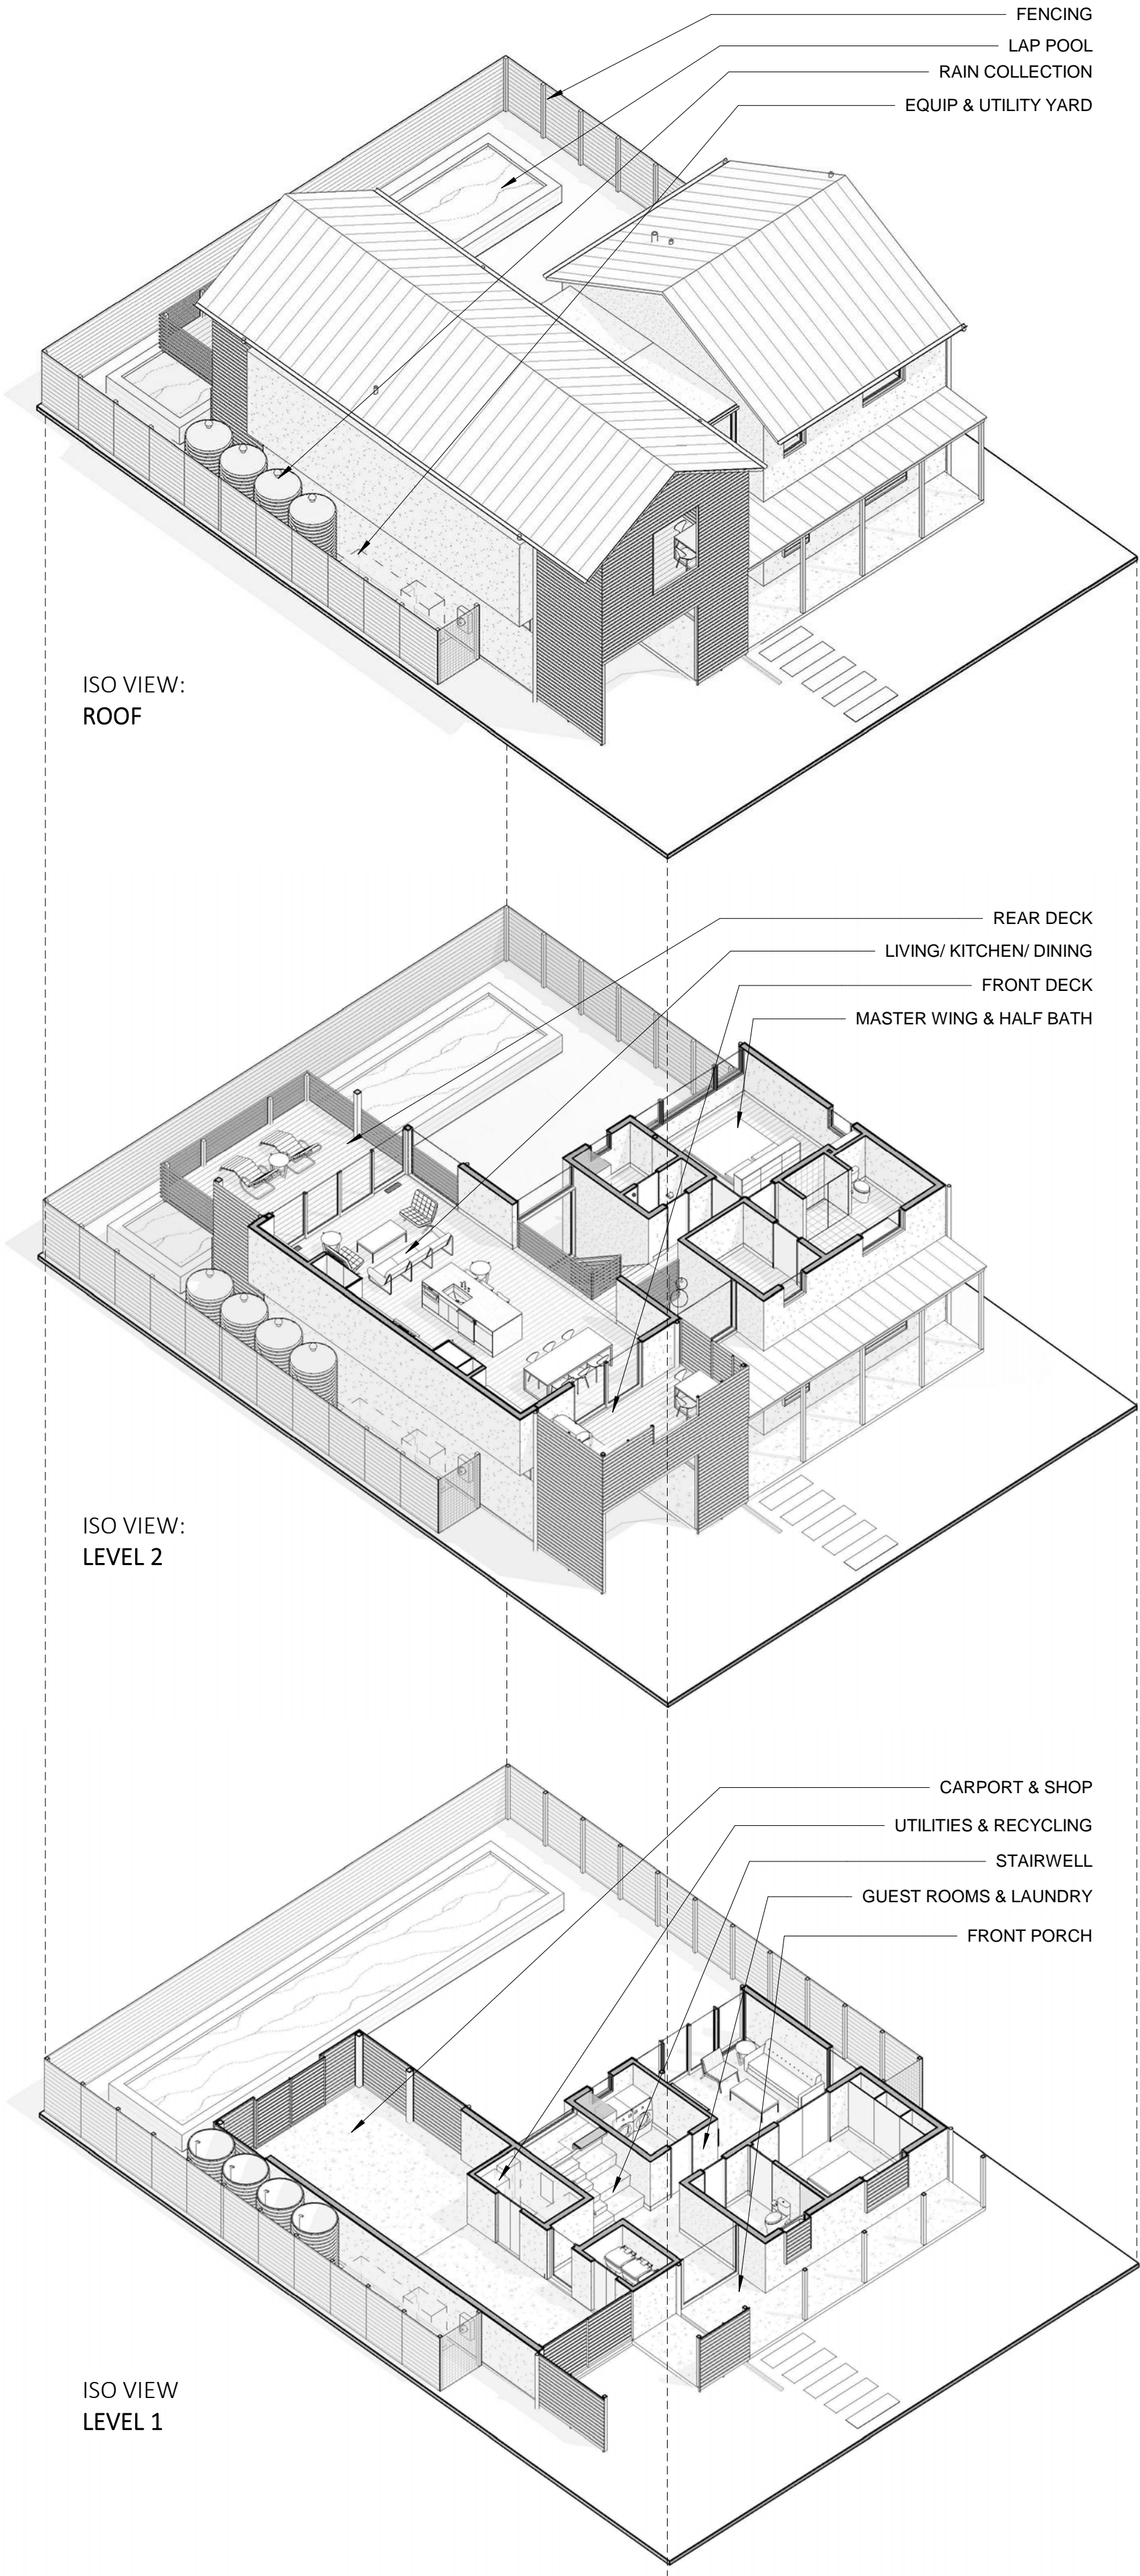 FENCING
LAP POOL
RAIN COLLECTION
EQUIP & UTILITY YARD
ISO VIEW:
ROOF
REAR DECK
LIVING/ KITCHEN/ DINING
FRONT DECK
MASTER WING & HALF BATH
ISO VIEW:
LEVEL 2
CARPORT & SHOP
UTILITIES & RECYCLING
STAIRWELL
GUEST ROOMS & LAUNDRY
FRONT PORCH
ISO VIEW
LEVEL 1